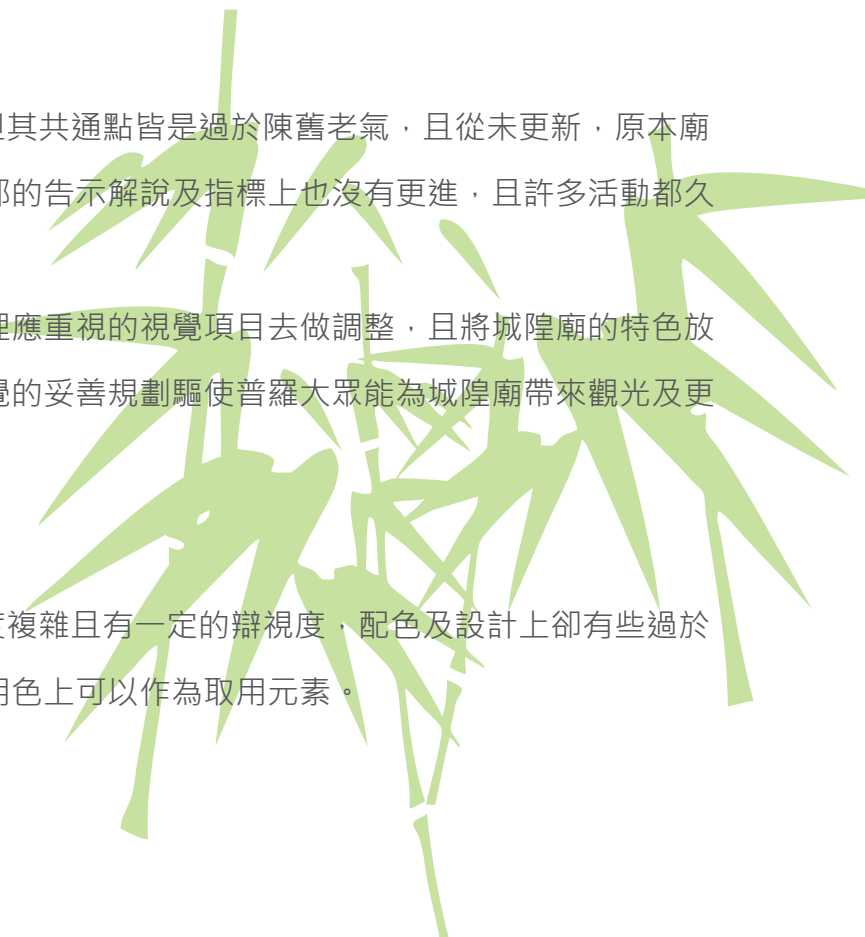 其共通點皆是過於陳舊老氣，且從未更新，原本廟
的告示解說及指標上也沒有更進，且許多活動都久
應重視的視覺項目去做調整，且將城隍廟的特色放
的妥善規劃驅使普羅大眾能為城隍廟帶來觀光及更
複雜且有一定的辯視度，配色及設計上卻有些過於
用色上可以作為取用元素。